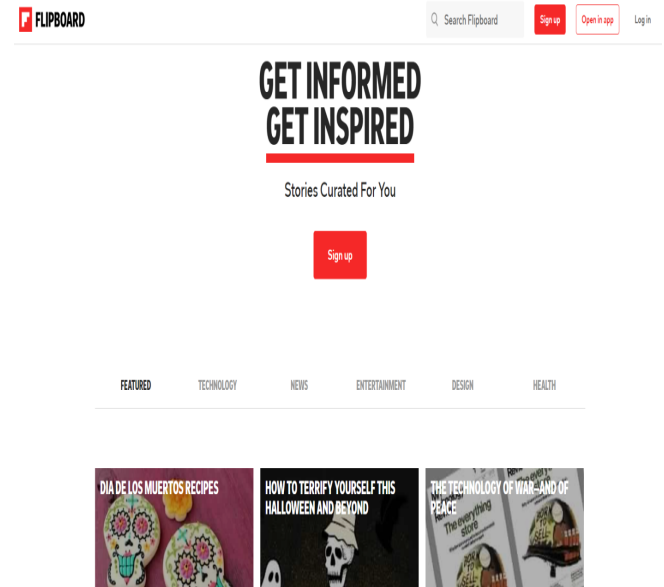 FLIPBOARD
Search Flipboard
Sign up
Open in app
Log in
GET INFORMED
GET INSPIRED
Stories Curated For You
Sign up
FEATURED
TECHNOLOGY
NEWS
ENTERTAINMENT
DESIGN
HEALTH
DIA DE LOS MUERTOS RECIPES
HOW TO TERRIFY YOURSELF THIS
HALLOWEEN AND BEYOND
THE TECHNOLOGY OF WAR—AND OF
PEACE
The everything
store